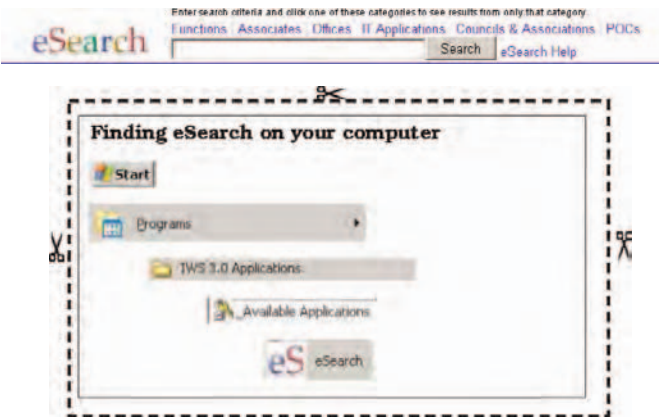 Enter search criteria and click one of these categories to see results from only that category.
Functions Associates Offices IT Applications Councils & Associations POCs
eSearch
Search eSearch Help
Finding eSearch on your computer
Start
Programs
IWS 3.0 Applications
_Available Applications
eS eSearch